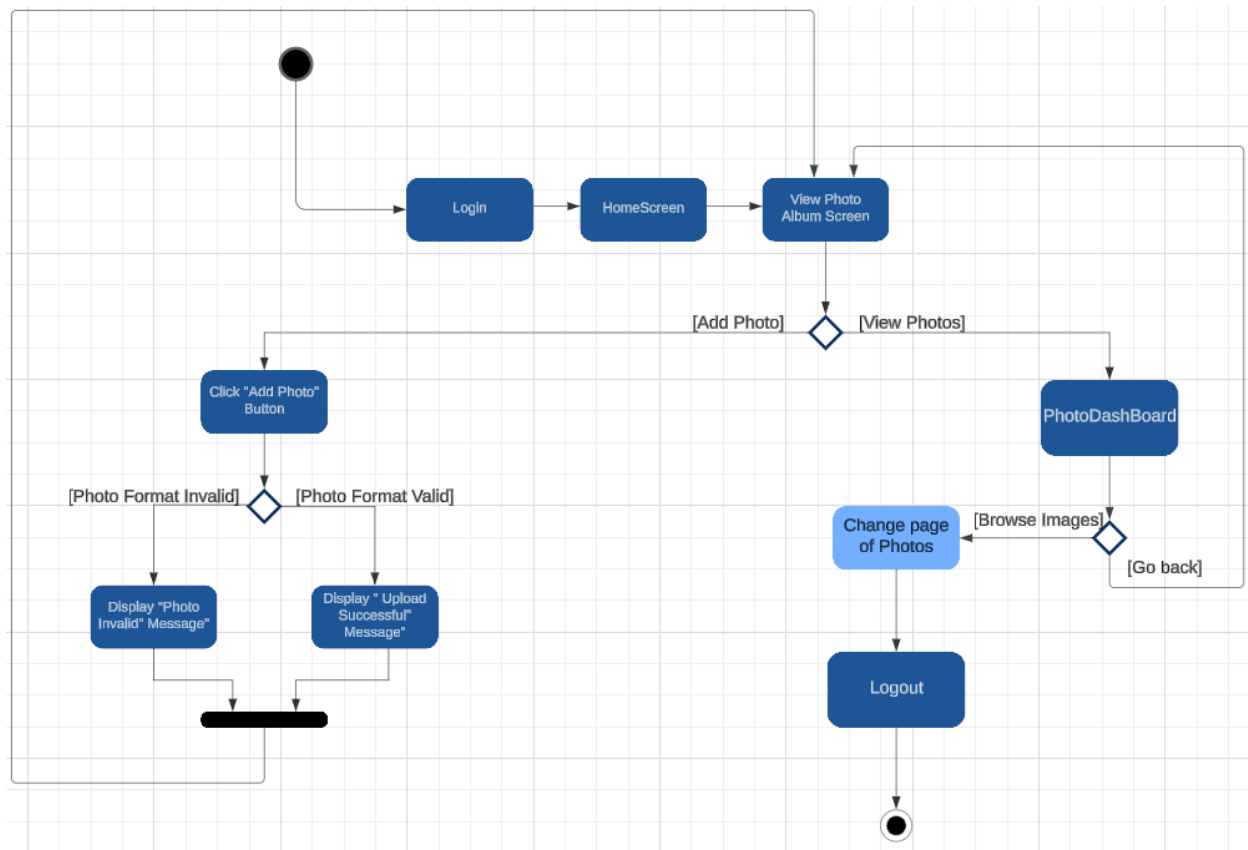 Login
HomeScreen
View Photo
Album Screen
[Add Photo]
[View Photos]
Click "Add Photo"
Button
PhotoDashBoard
[Photo Format Invalid]
[Photo Format Valid]
Change page
of Photos
[Browse Images]
[Go back]
Display "Photo
Invalid" Message"
Display " Upload
Successful"
Message"
Logout